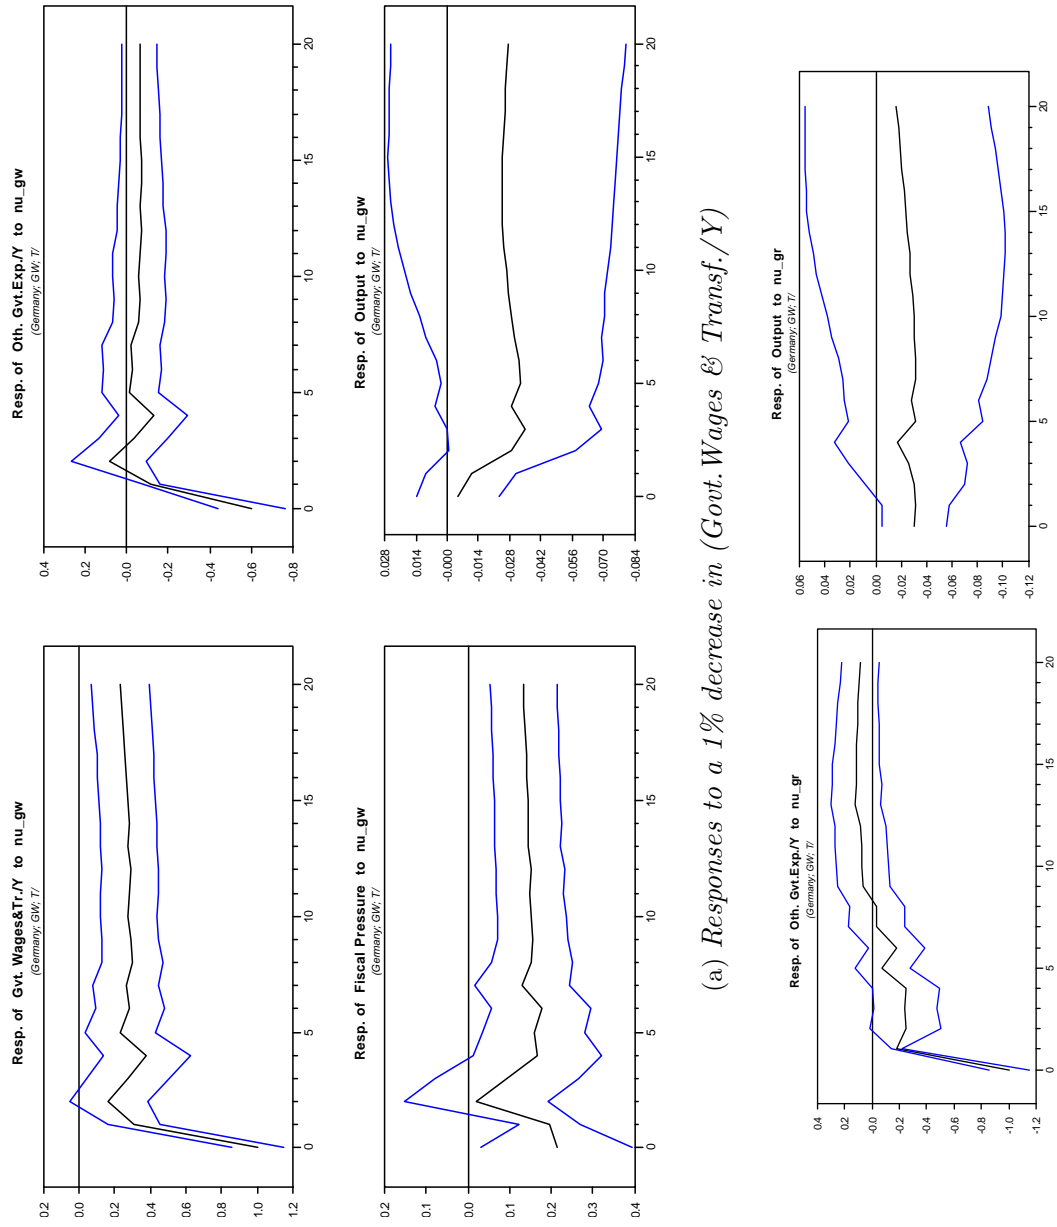 Resp. of Gvt. Wages&Tr./Y to nu_gw
(Germany; GW; T/
0.2
-0.0
-0.2
-0.4
-0.6
-0.8
-1.0
-1.2
0 5 10 15 20
Resp. of Oth. Gvt.Exp./Y to nu_gw
(Germany; GW; T/
0.4
0.2
-0.0
-0.2
-0.4
-0.6
-0.8
0 5 10 15 20
Resp. of Fiscal Pressure to nu_gw
(Germany; GW; T/
0.2
0.1
-0.0
-0.1
-0.2
-0.3
-0.4
0 5 10 15 20
Resp. of Output to nu_gw
(Germany; GW; T/
0.028
0.014
-0.000
-0.014
-0.028
-0.042
-0.056
-0.070
-0.084
0 5 10 15 20
(a) Responses to a 1% decrease in (Govt.Wages & Transf./Y)
Resp. of Oth. Gvt.Exp./Y to nu_gr
(Germany; GW; T/
0.4
0.2
-0.0
-0.2
-0.4
-0.6
-0.8
-1.0
-1.2
0 5 10 15 20
Resp. of Output to nu_gr
(Germany; GW; T/
0.06
0.04
0.02
0.00
-0.02
-0.04
-0.06
-0.08
-0.10
-0.12
0 5 10 15 20